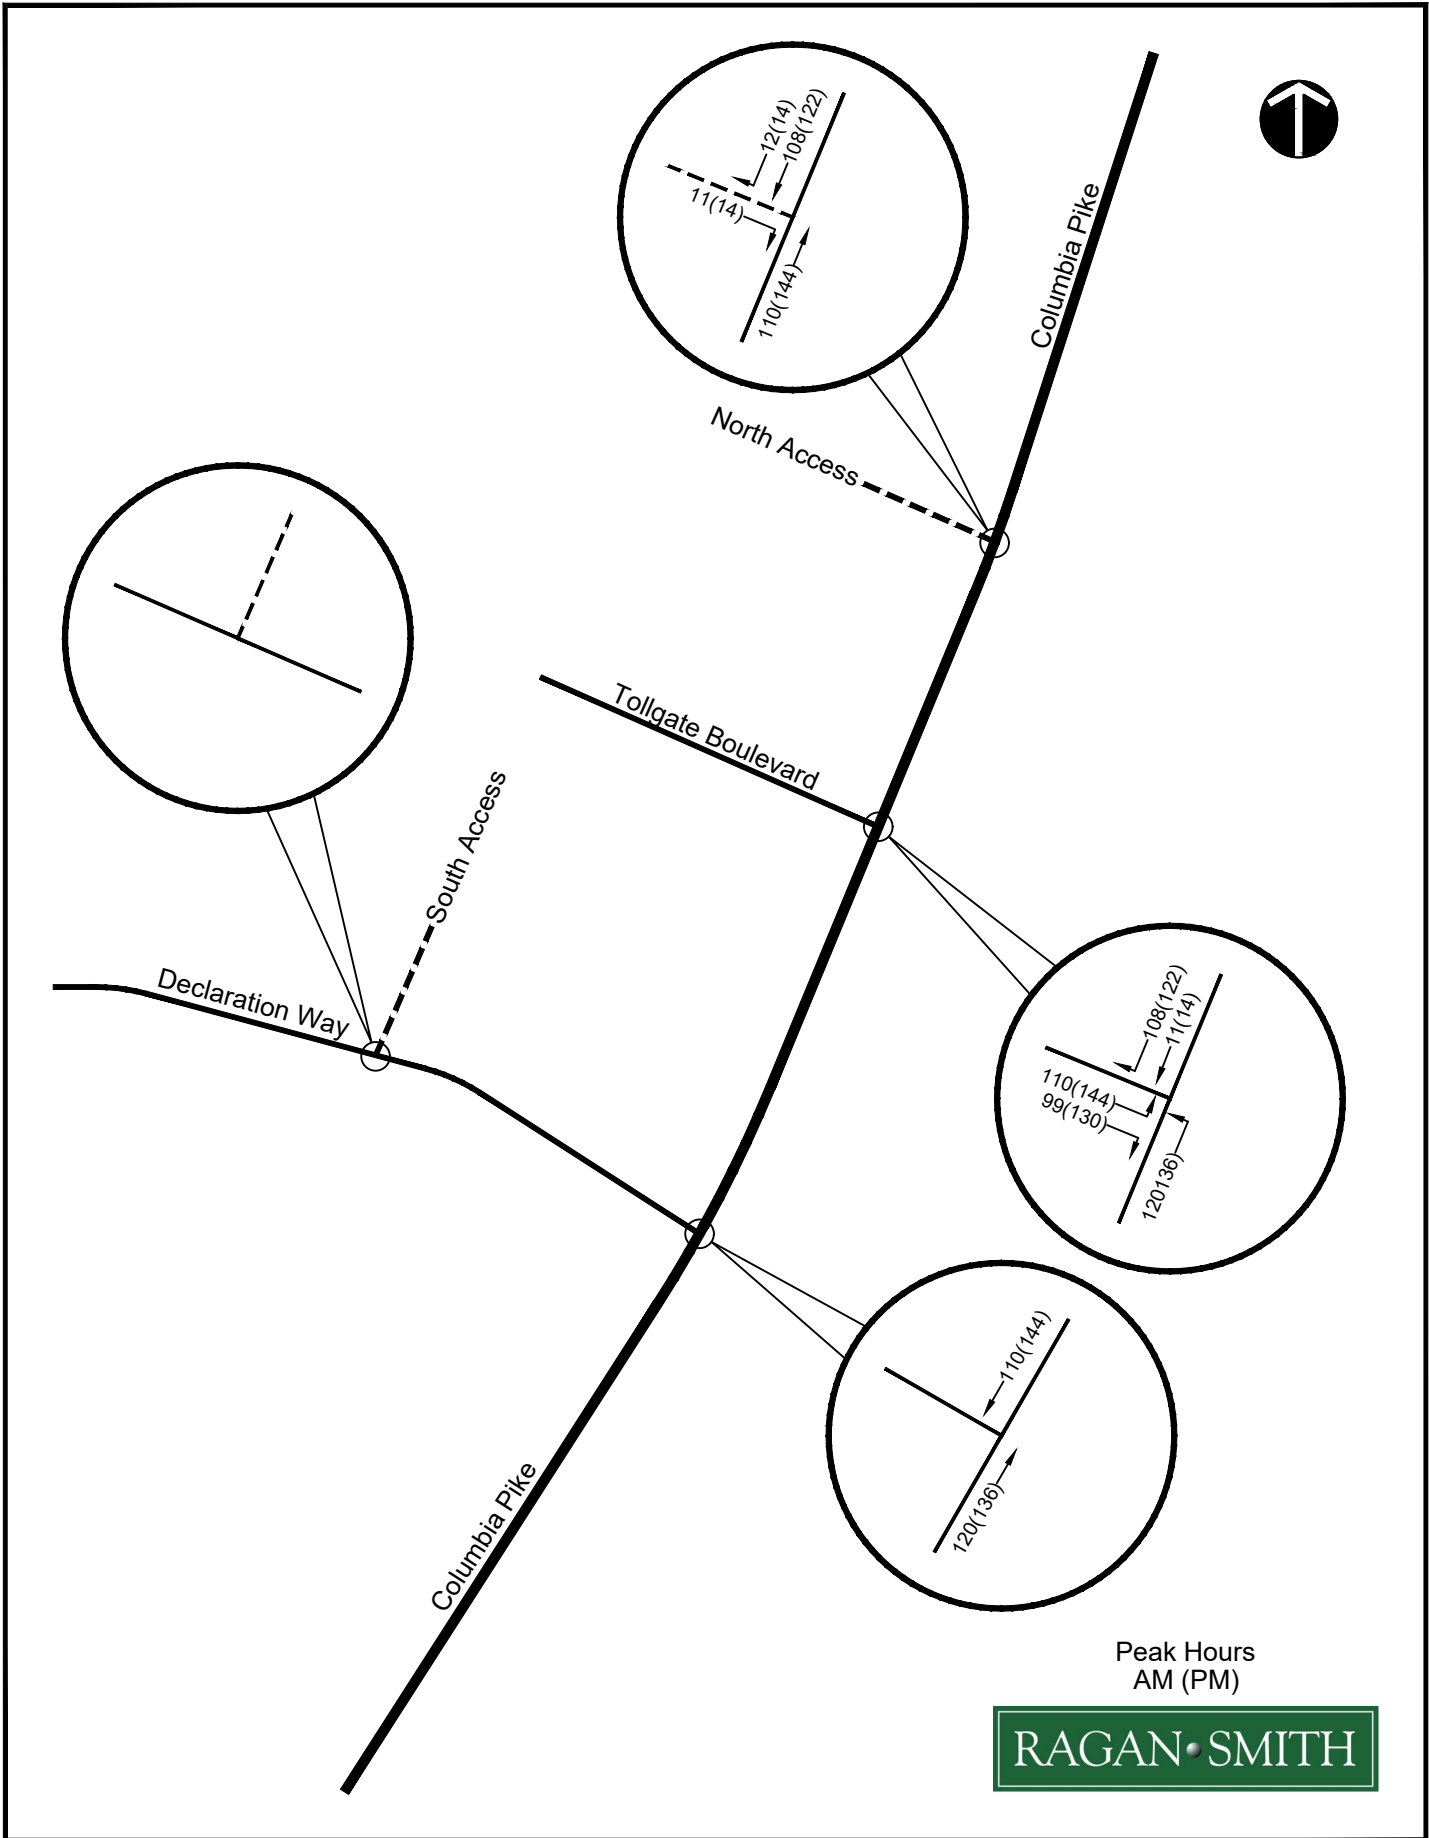 12(14)
108(122)
11(14)
110(144)
Columbia Pike
North Access
Tollgate Boulevard
South Access
Declaration Way
108(122)
11(14)
110(144)
99(130)
120136)
110(144)
120(136)
Columbia Pike
Peak Hours
AM (PM)
RAGAN SMITH